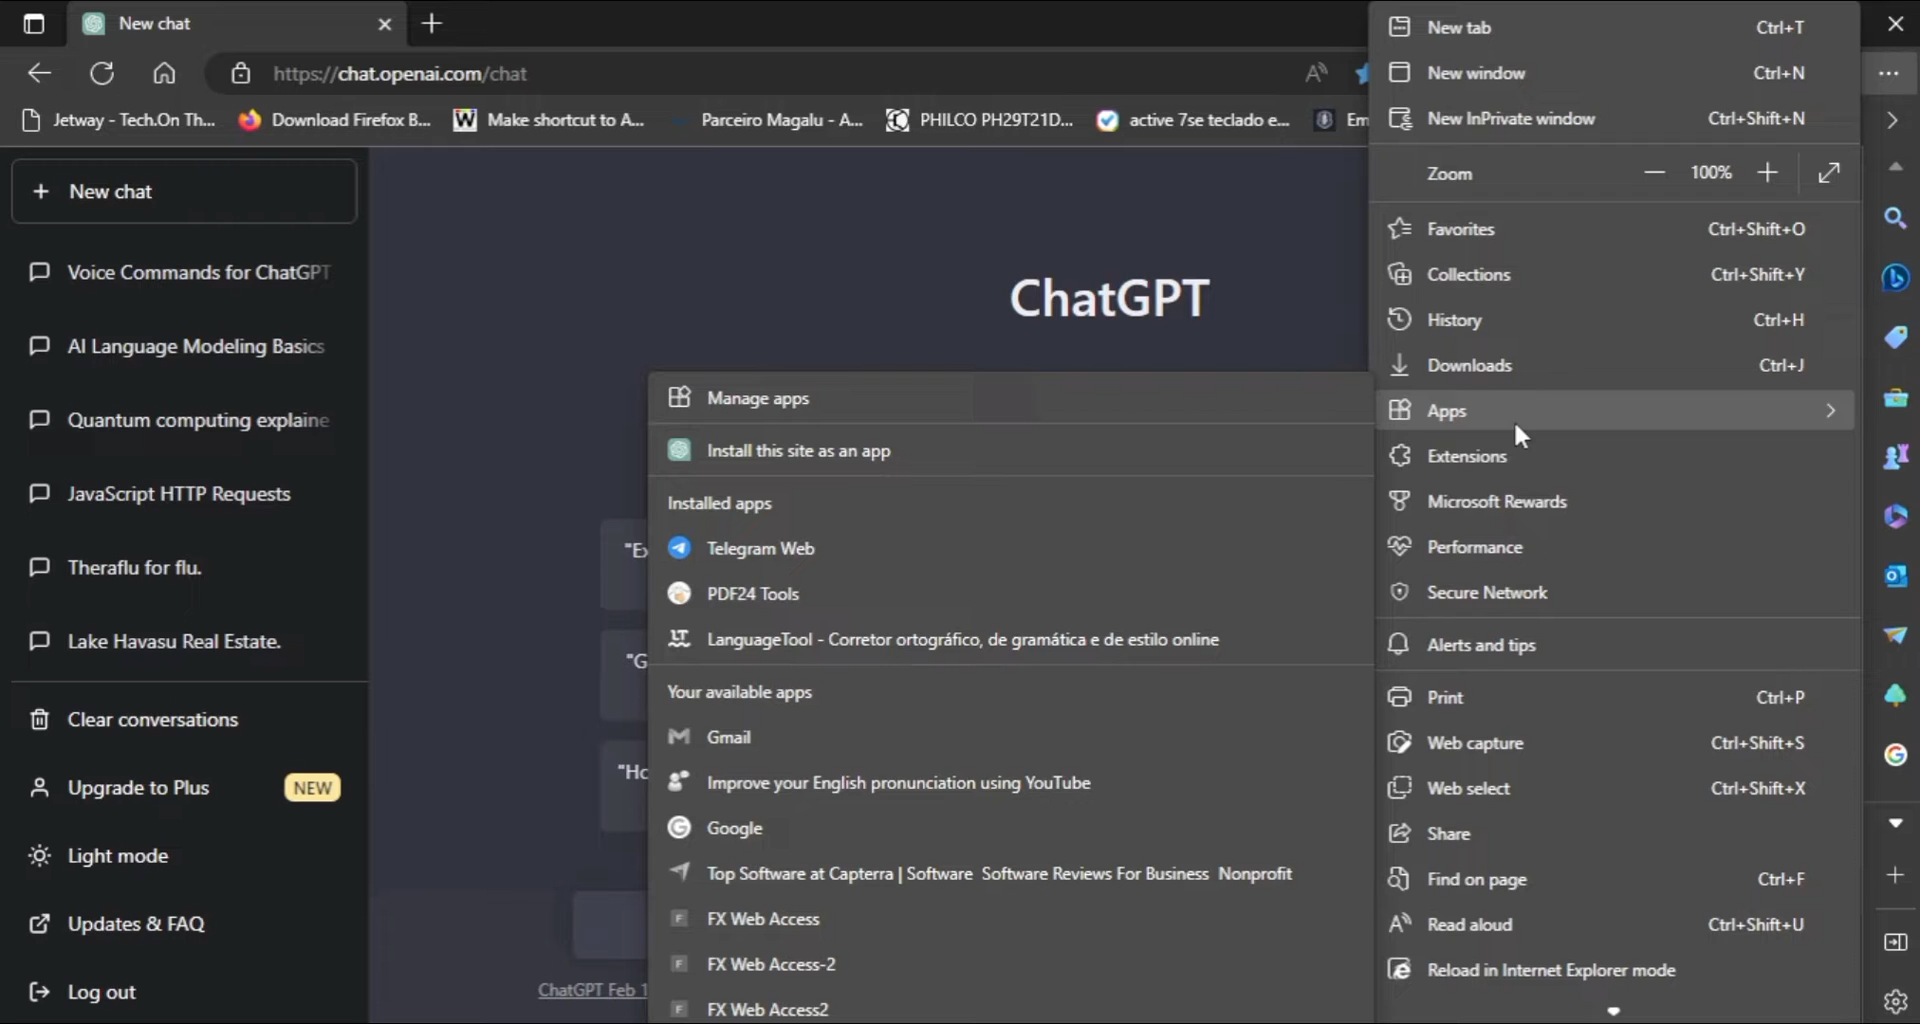 New chat
https://chat.openai.com/chat
Jetway - Tech.On Th...
Download Firefox B...
Make shortcut to A...
Parceiro Magalu - A...
PHILCO PH29T21D...
active 7se teclado e...
Em
New chat
Voice Commands for ChatGPT
AI Language Modeling Basics
Quantum computing explaine
JavaScript HTTP Requests
Theraflu for flu.
Lake Havasu Real Estate.
Clear conversations
Upgrade to Plus NEW
Light mode
Updates & FAQ
Log out
ChatGPT
"Ex
"G
"Ho
ChatGPT Feb 1
Manage apps
Install this site as an app
Installed apps
Telegram Web
PDF24 Tools
LanguageTool - Corretor ortográfico, de gramática e de estilo online
Your available apps
Gmail
Improve your English pronunciation using YouTube
Google
Top Software at Capterra | Software Software Reviews For Business Nonprofit
FX Web Access
FX Web Access-2
FX Web Access2
New tab Ctrl+T
New window Ctrl+N
New InPrivate window Ctrl+Shift+N
Zoom 100%
Favorites Ctrl+Shift+O
Collections Ctrl+Shift+Y
History Ctrl+H
Downloads Ctrl+J
Apps
Extensions
Microsoft Rewards
Performance
Secure Network
Alerts and tips
Print Ctrl+P
Web capture Ctrl+Shift+S
Web select Ctrl+Shift+X
Share
Find on page Ctrl+F
Read aloud Ctrl+Shift+U
Reload in Internet Explorer mode